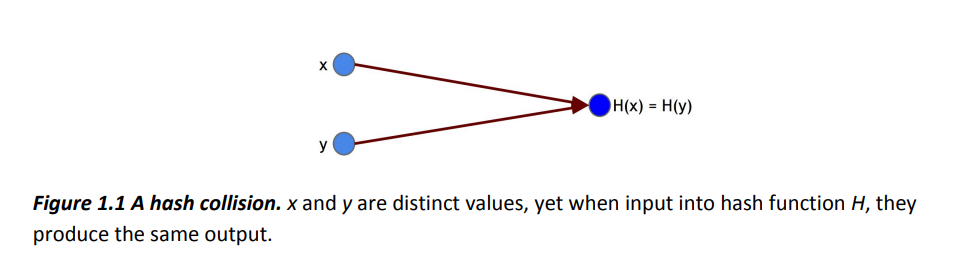 x
H(x) = H(y)
y
Figure 1.1 A hash collision. x and y are distinct values, yet when input into hash function H, they
produce the same output.